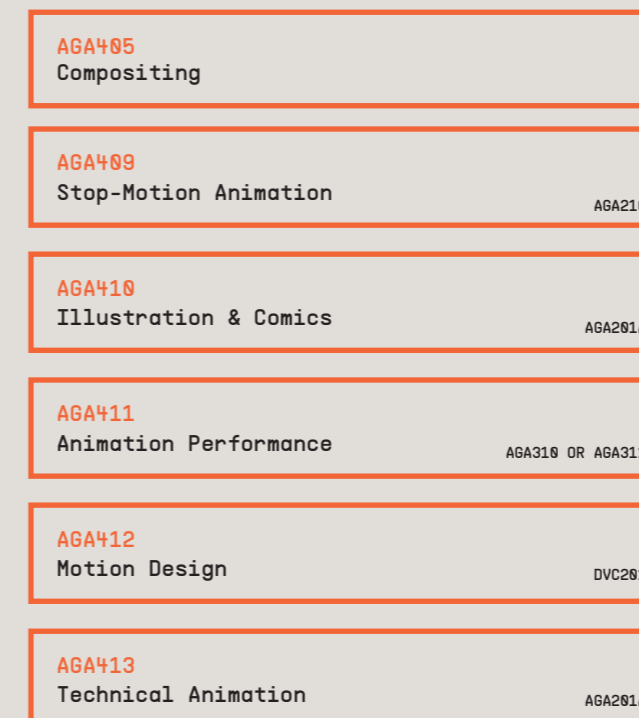 AGA405
Compositing
AGA409
Stop-Motion Animation
AGA410
Illustration & Comics
AGA411
Animation Performance
AGA310 OR
AGA412
Motion Design
AGA413
Technical Animation